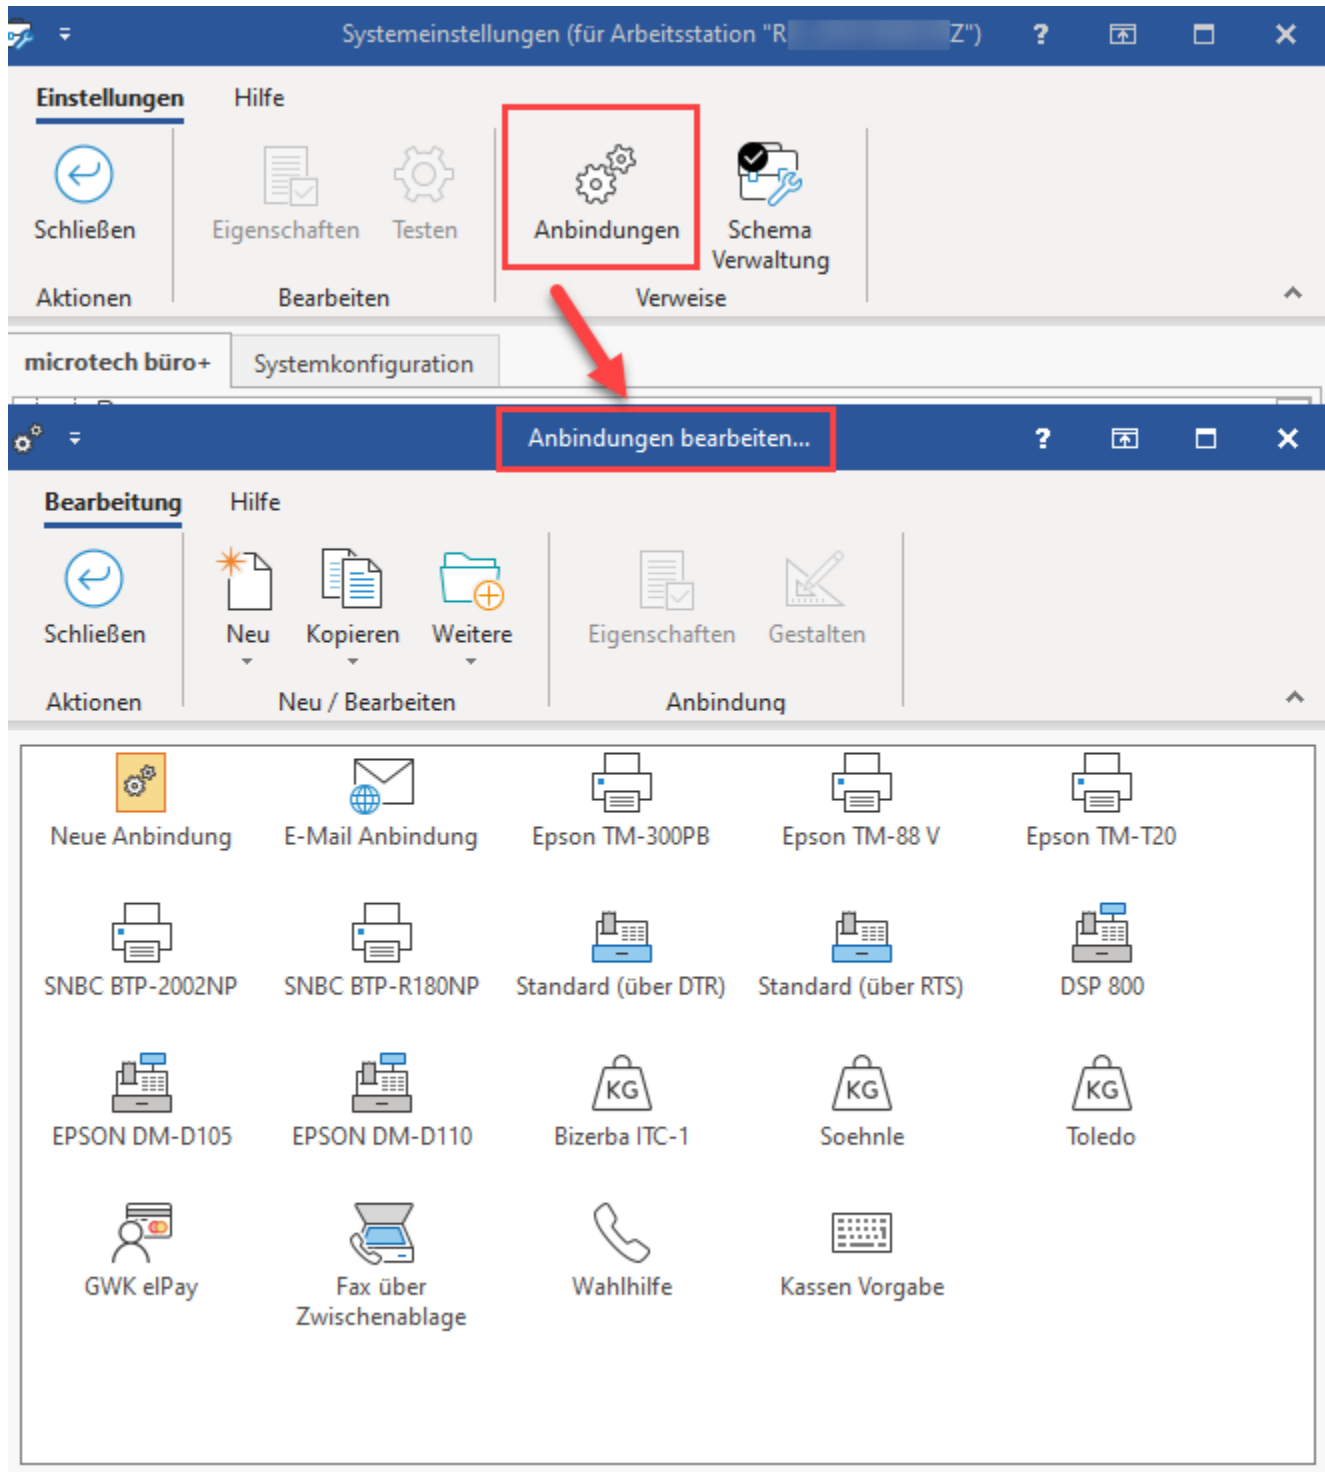 Systemeinstellungen (für Arbeitsstation "R Z") ?
Einstellungen Hilfe
Schließen Eigenschaften Testen Anbindungen Schema
Verwaltung
Aktionen Bearbeiten Verweise
microtech büro+ Systemkonfiguration
Anbindungen bearbeiten... ?
Bearbeitung Hilfe
Schließen Neu Kopieren Weitere Eigenschaften Gestalten
Aktionen Neu / Bearbeiten Anbindung
Neue Anbindung E-Mail Anbindung Epson TM-300PB Epson TM-88 V Epson TM-T20
SNBC BTP-2002NP SNBC BTP-R180NP Standard (über DTR) Standard (über RTS) DSP 800
KG KG KG
EPSON DM-D105 EPSON DM-D110 Bizerba ITC-1 Soehnle Toledo
GWK elPay Fax über Wahlhilfe Kassen Vorgabe
Zwischenablage